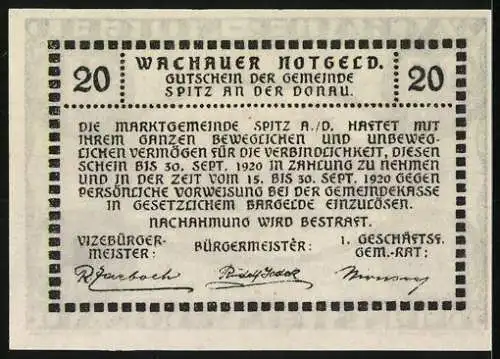 20 WACHAUER NOTGELD. 20
GUTSCHEIN DER GEMEINDE
SPITZ AN DER DONAU.
DIE MARKTGEMEINDE SPITZ A./D. HAFTET MIT
IHREM GANZEN BEWEGLICHEN UND UNBEWEG-
LICHEN VERMÖGEN FÜR DIE VERBINDLICHKEIT, DIESEN
SCHEIN BIS 30. SEPT. 1920 IN ZAHLUNG ZU NEHMEN
UND IN DER ZEIT VOM 15. BIS 30. SEPT. 1920 GEGEN
PERSÖNLICHE VORWEISUNG BEI DER GEMEINDEKASSE
IN GESETZLICHEM BARGELDE EINZULÖSEN.
NACHAHMUNG WIRD BESTRAFT.
VIZEBÜRGER-
MEISTER:
BÜRGERMEISTER:
1. GESCHÄFTSF.
GEM.-RAT: